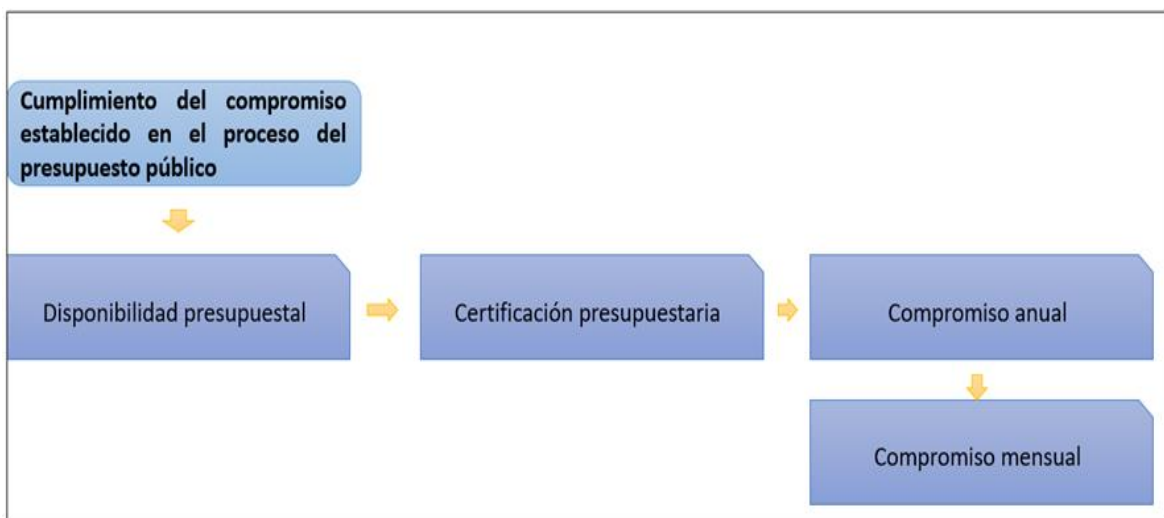 Cumplimiento del compromiso
establecido en el proceso del
presupuesto público
Disponibilidad presupuestal
Certificación presupuestaria
Compromiso anual
Compromiso mensual